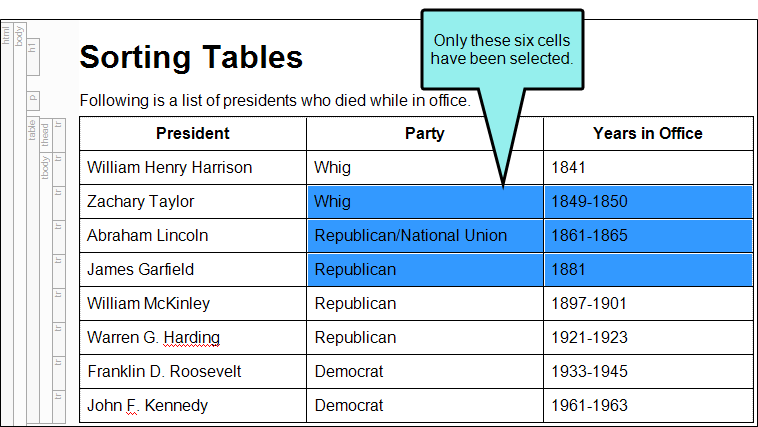 Only these six cells
have been selected.
html
body
h1
Sorting Tables
p
Following is a list of presidents who died while in office.
table
thead
tr
President Party Years in Office
tbody
tr
William Henry Harrison Whig 1841
tr
Zachary Taylor Whig 1849-1850
tr
Abraham Lincoln Republican/National Union 1861-1865
tr
James Garfield Republican 1881
tr
William McKinley Republican 1897-1901
tr
Warren G. Harding Republican 1921-1923
tr
Franklin D. Roosevelt Democrat 1933-1945
tr
John F. Kennedy Democrat 1961-1963